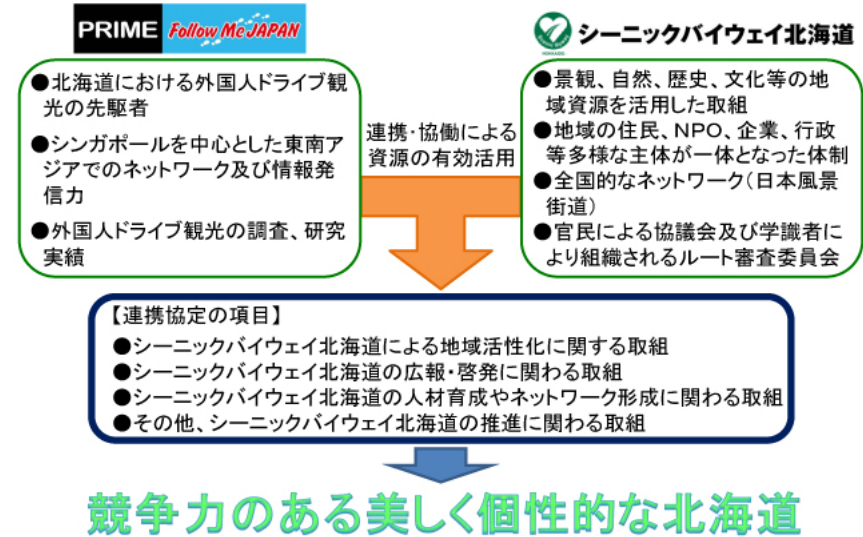 PRIME Follow Me JAPAN
●北海道における外国人ドライブ観
光の先駆者
●シンガポールを中心とした東南ア
ジアでのネットワーク及び情報発
信力
●外国人ドライブ観光の調査、研究
実績
連携・協働による
資源の有効活用
シーニックバイウェイ北海道
●景観、自然、歴史、文化等の地
域資源を活用した取組
●地域の住民、NPO、企業、行政
等多様な主体が一体となった体制
●全国的なネットワーク（日本風景
街道）
●官民による協議会及び学識者に
より組織されるルート審査委員会
【連携協定の項目】
●シーニックバイウェイ北海道による地域活性化に関する取組
●シーニックバイウェイ北海道の広報・啓発に関わる取組
●シーニックバイウェイ北海道の人材育成やネットワーク形成に関わる取組
●その他、シーニックバイウェイ北海道の推進に関わる取組
競争力のある美しく個性的な北海道